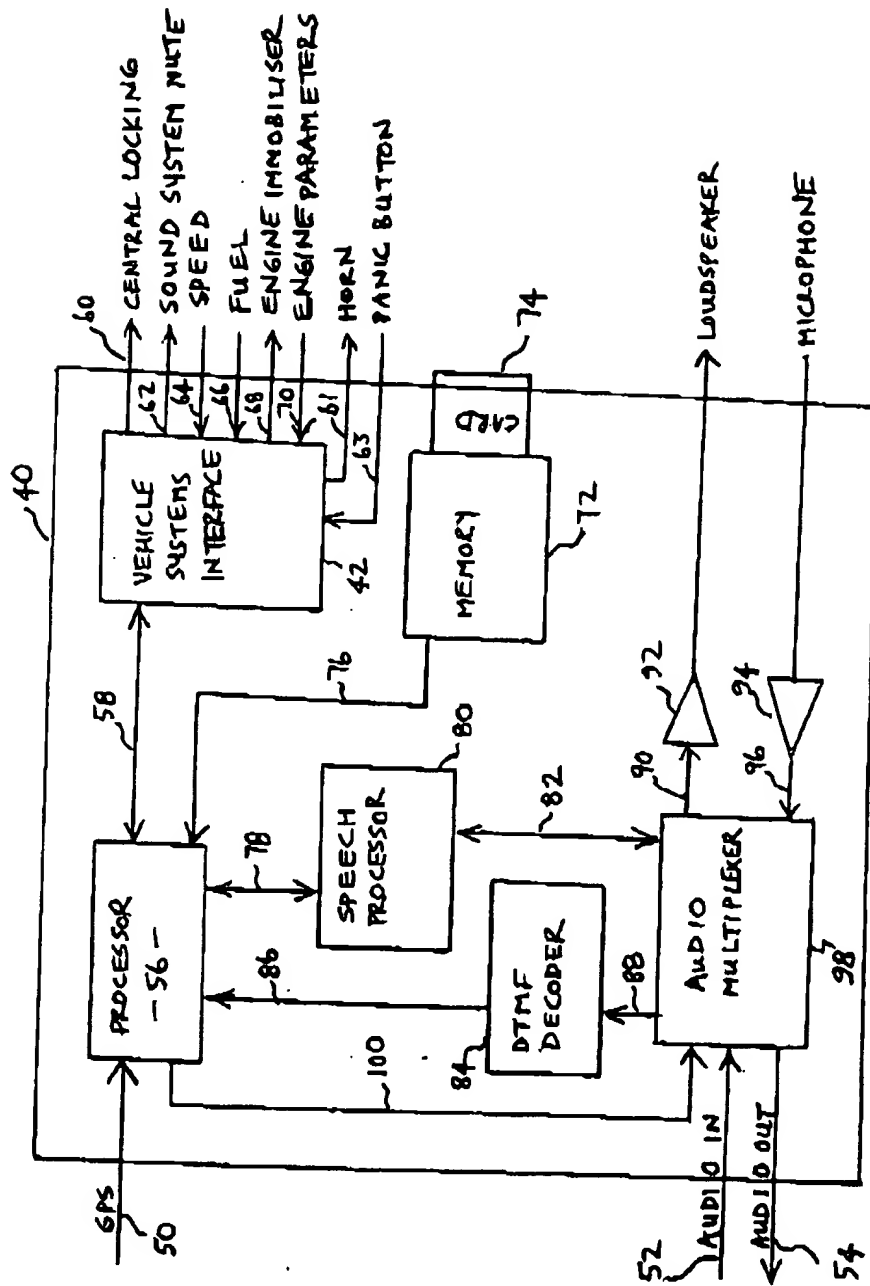 40
GPS
50
PROCESSOR
- 56 -
58
VEHICLE
SYSTEMS
INTERFACE
42
60
CENTRAL LOCKING
62
SOUND SYSTEM MUTE
64
SPEED
66
FUEL
68
ENGINE IMMOBILISER
70
ENGINE PARAMETERS
61
HORN
63
PANIC BUTTON
76
MEMORY
CARD
74
72
78
SPEECH
PROCESSOR
80
86
100
84
DTMF
DECODER
82
88
AUDIO
MULTIPLEXER
98
90
92
LOUDSPEAKER
94
96
MICROPHONE
52
AUDIO IN
AUDIO OUT
54